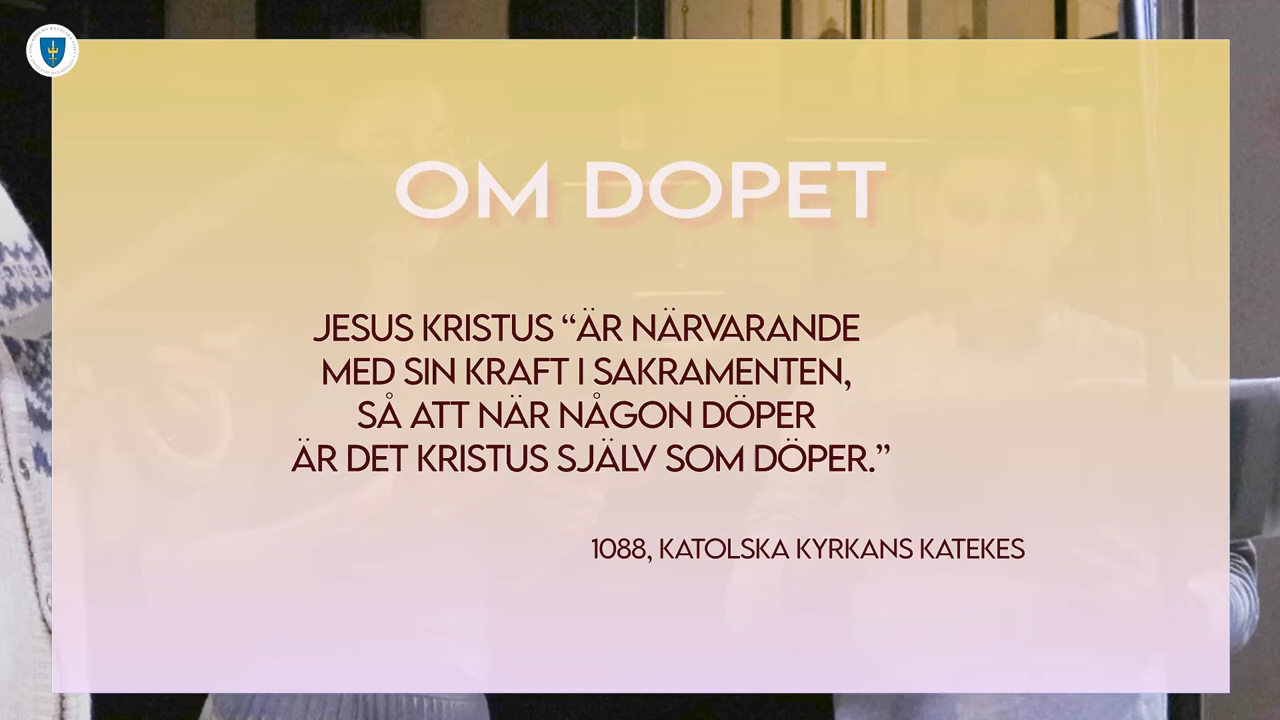 OM DOPET
JESUS KRISTUS “ÄR NÄRVARANDE
MED SIN KRAFT I SAKRAMENTEN,
SÅ ATT NÄR NÅGON DÖPER
ÄR DET KRISTUS SJÄLV SOM DÖPER.”
1088, KATOLSKA KYRKANS KATEKES